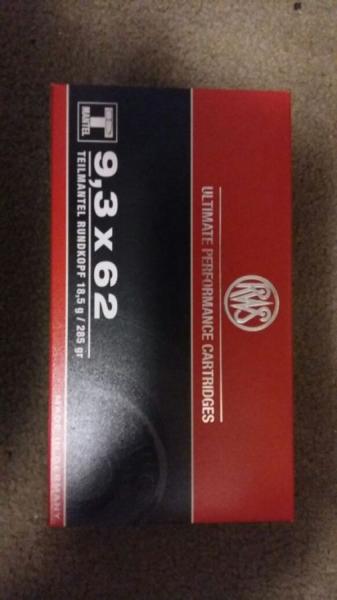 RWS
ULTIMATE PERFORMANCE CARTRIDGES
T
MANTEL
9,3 x 62
TEILMANTEL RUNDKOPF 18,5 g / 285 gr
MADE IN GERMANY